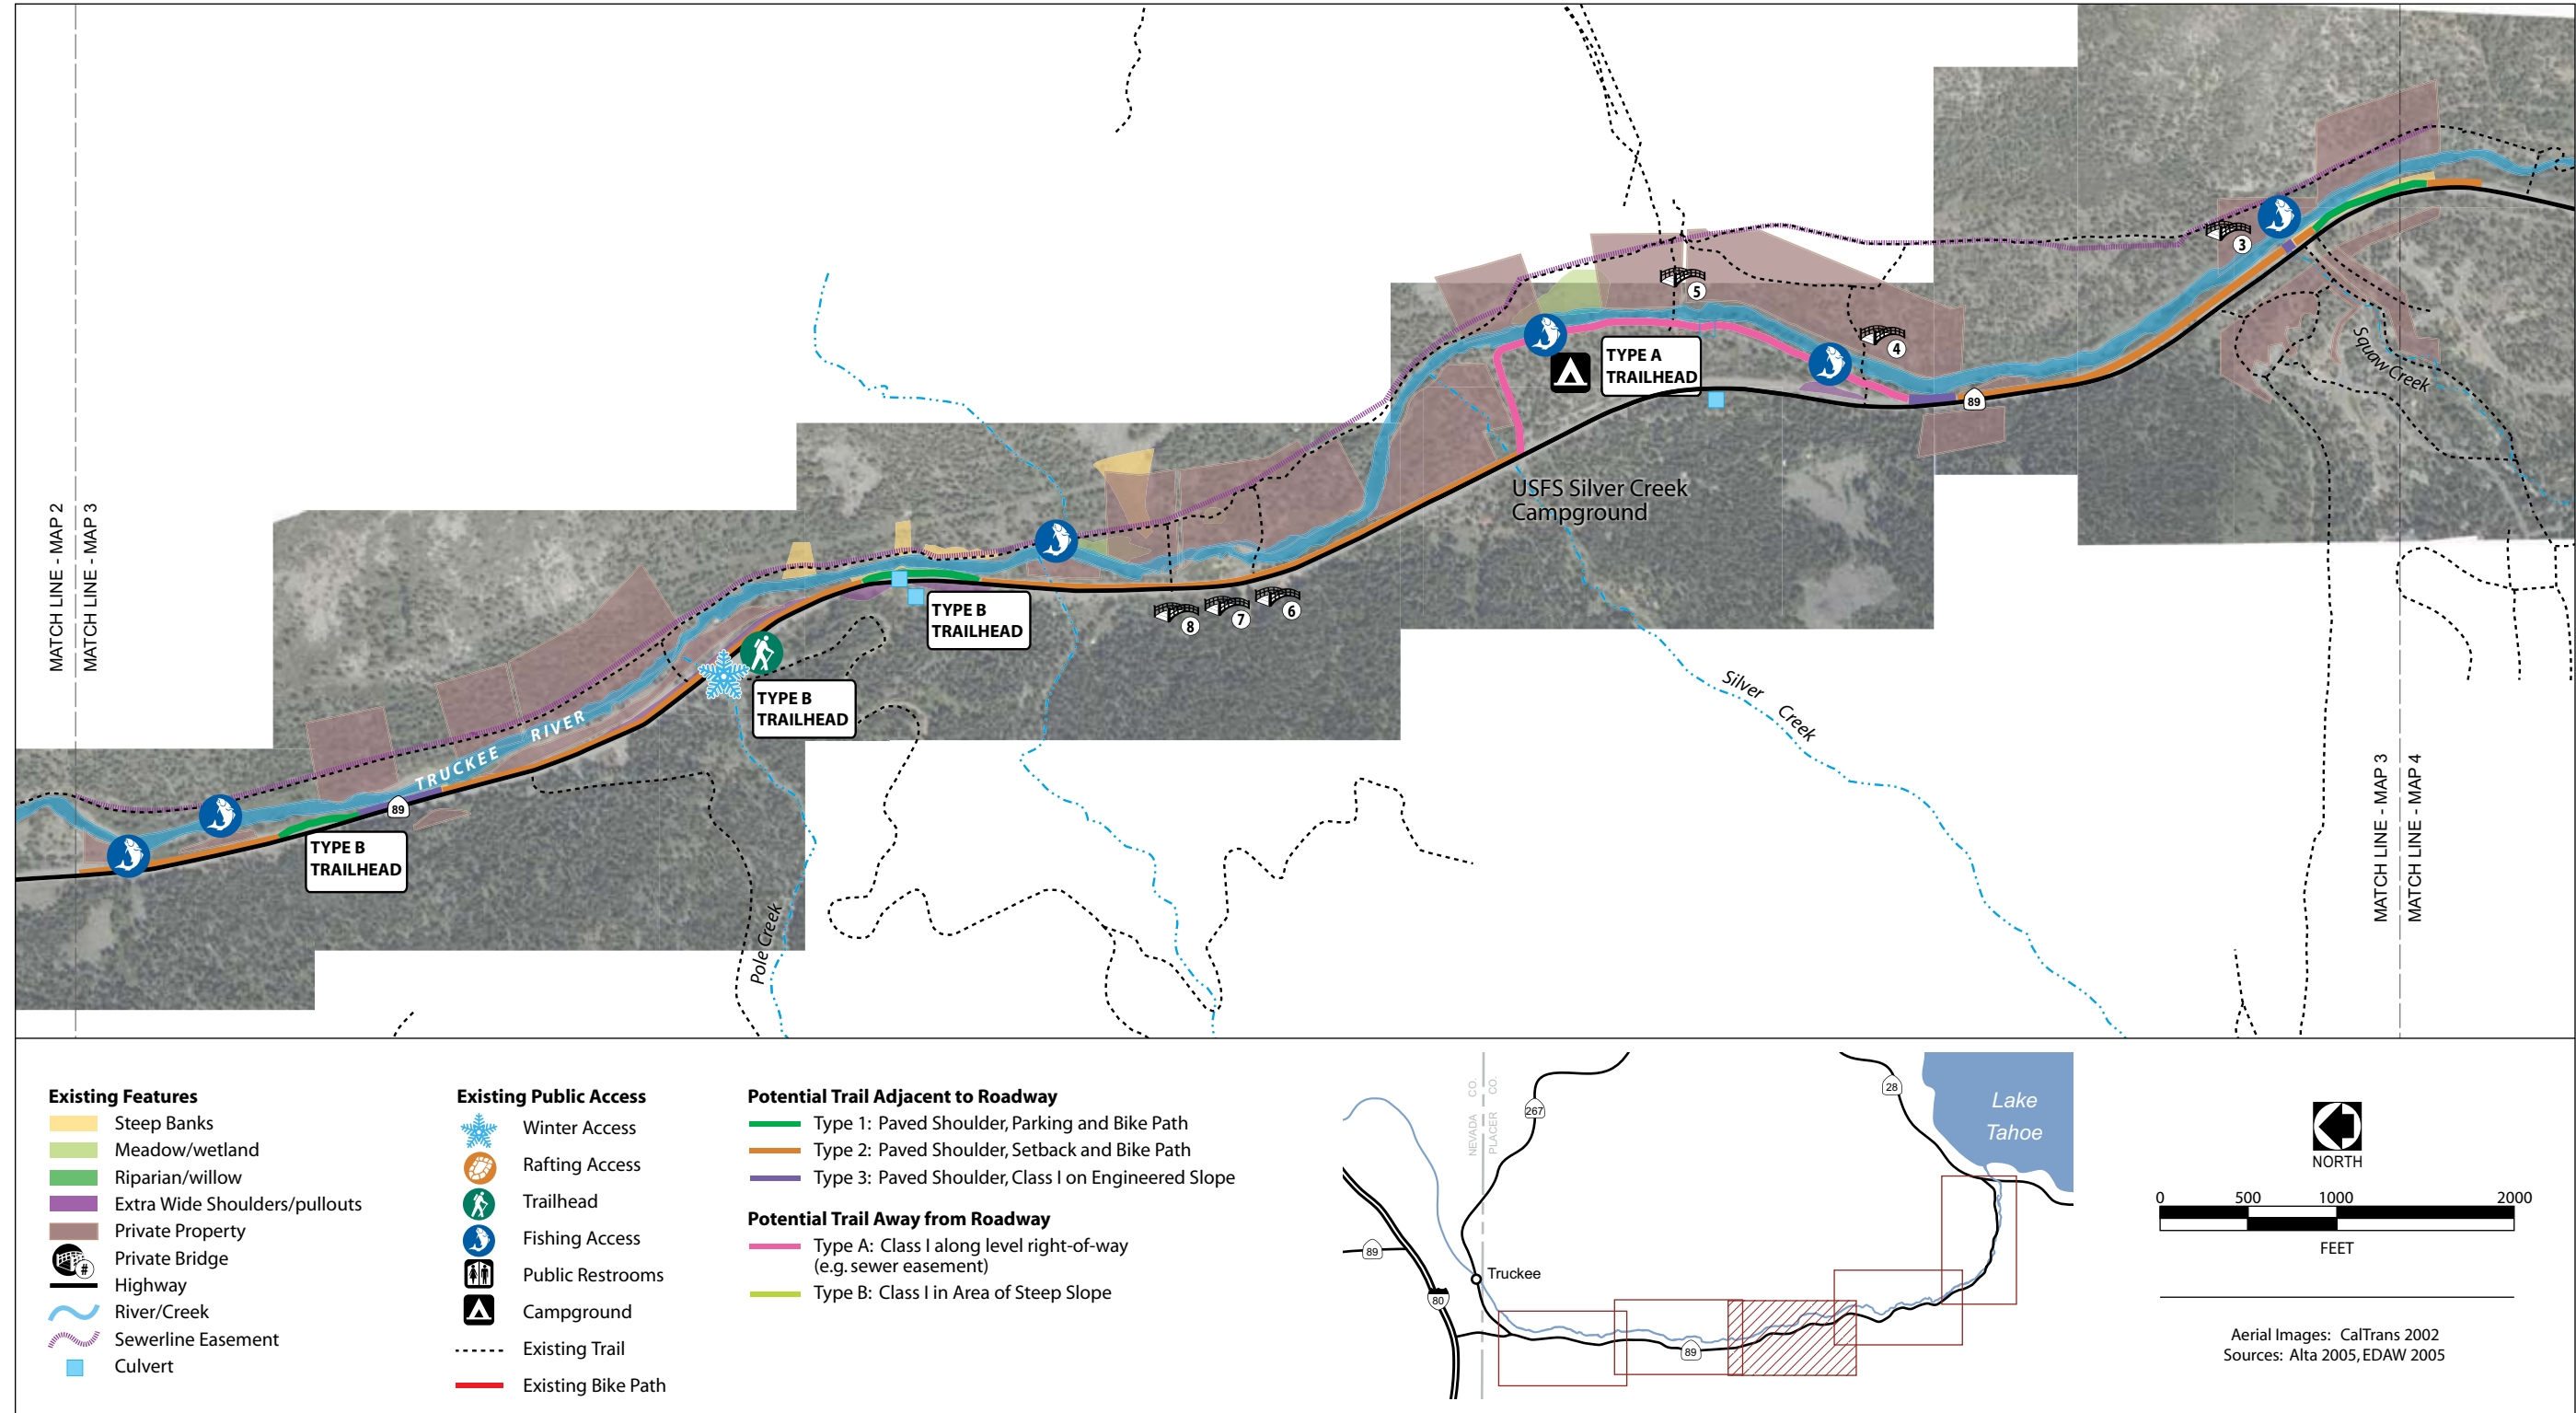 MATCH LINE - MAP 2
MATCH LINE - MAP 3
TRUCKEE RIVER
89
TYPE B
TRAILHEAD
TYPE B
TRAILHEAD
TYPE B
TRAILHEAD
Pole Creek
8
7
6
TYPE A
TRAILHEAD
5
4
89
USFS Silver Creek
Campground
Silver Creek
3
Squaw Creek
MATCH LINE - MAP 3
MATCH LINE - MAP 4
Existing Features
Steep Banks
Meadow/wetland
Riparian/willow
Extra Wide Shoulders/pullouts
Private Property
# Private Bridge
Highway
River/Creek
Sewerline Easement
Culvert
Existing Public Access
Winter Access
Rafting Access
Trailhead
Fishing Access
Public Restrooms
Campground
Existing Trail
Existing Bike Path
Potential Trail Adjacent to Roadway
Type 1: Paved Shoulder, Parking and Bike Path
Type 2: Paved Shoulder, Setback and Bike Path
Type 3: Paved Shoulder, Class I on Engineered Slope
Potential Trail Away from Roadway
Type A: Class I along level right-of-way
(e.g. sewer easement)
Type B: Class I in Area of Steep Slope
NEVADA CO.
PLACER CO.
267
28
Lake
Tahoe
89
Truckee
80
89
NORTH
0 500 1000 2000
FEET
Aerial Images: CalTrans 2002
Sources: Alta 2005, EDAW 2005